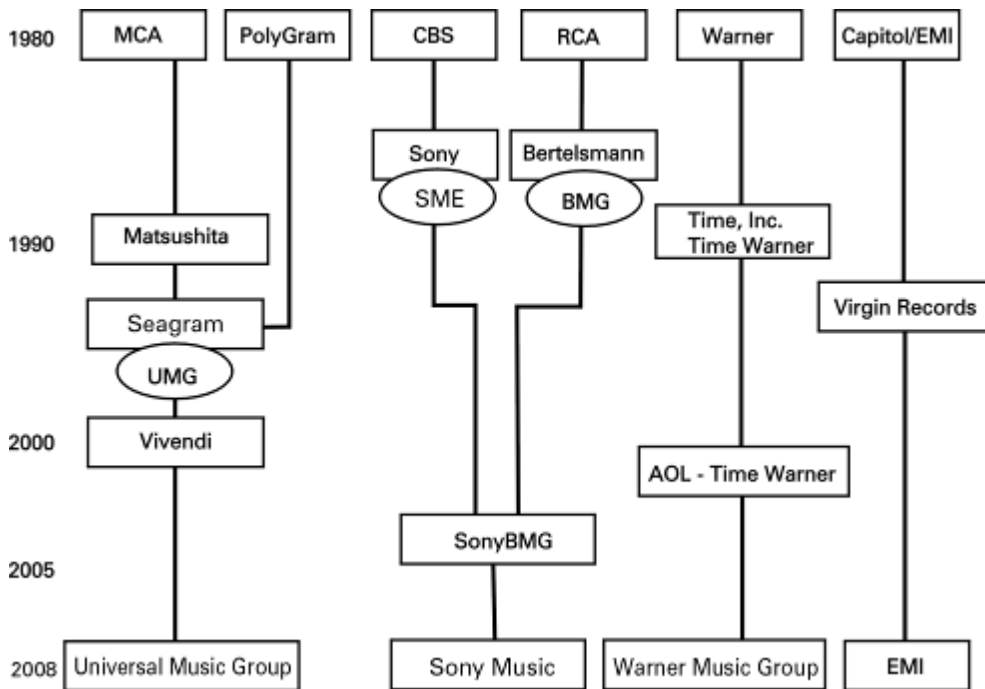 1980
MCA
PolyGram
CBS
RCA
Warner
Capitol/EMI
Sony
SME
Bertelsmann
BMG
1990
Matsushita
Time, Inc.
Time Warner
Seagram
UMG
Virgin Records
2000
Vivendi
AOL - Time Warner
SonyBMG
2005
2008
Universal Music Group
Sony Music
Warner Music Group
EMI